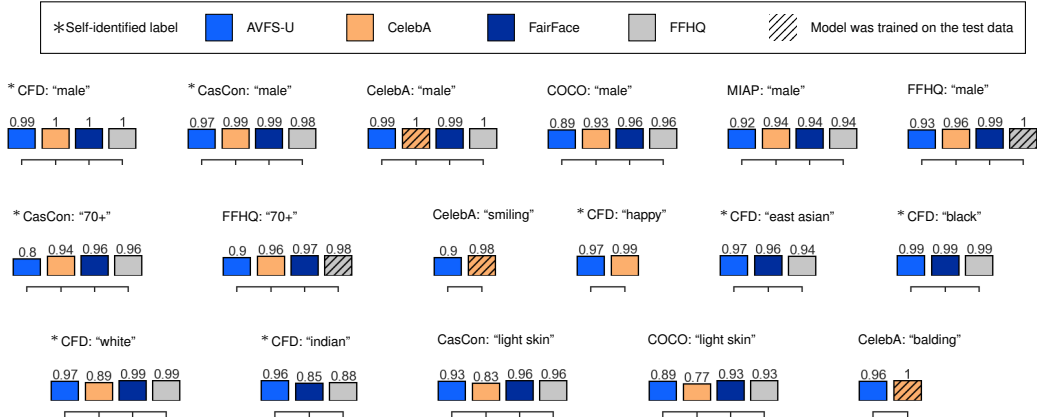 *Self-identified label AVFS-U CelebA FairFace FFHQ Model was trained on the test data
*CFD: “male” *CasCon: “male” CelebA: “male” COCO: “male” MIAP: “male” FFHQ: “male”
0.99 1 1 1 0.97 0.99 0.99 0.98 0.99 1 0.99 1 0.89 0.93 0.96 0.96 0.92 0.94 0.94 0.94 0.93 0.96 0.99 1
*CasCon: “70+” FFHQ: “70+” CelebA: “smiling” *CFD: “happy” *CFD: “east asian” *CFD: “black”
0.8 0.94 0.96 0.96 0.9 0.96 0.97 0.98 0.9 0.98 0.97 0.99 0.97 0.96 0.94 0.99 0.99 0.99
*CFD: “white” *CFD: “indian” CasCon: “light skin” COCO: “light skin” CelebA: “balding”
0.97 0.89 0.99 0.99 0.96 0.85 0.88 0.93 0.83 0.96 0.96 0.89 0.77 0.93 0.93 0.96 1